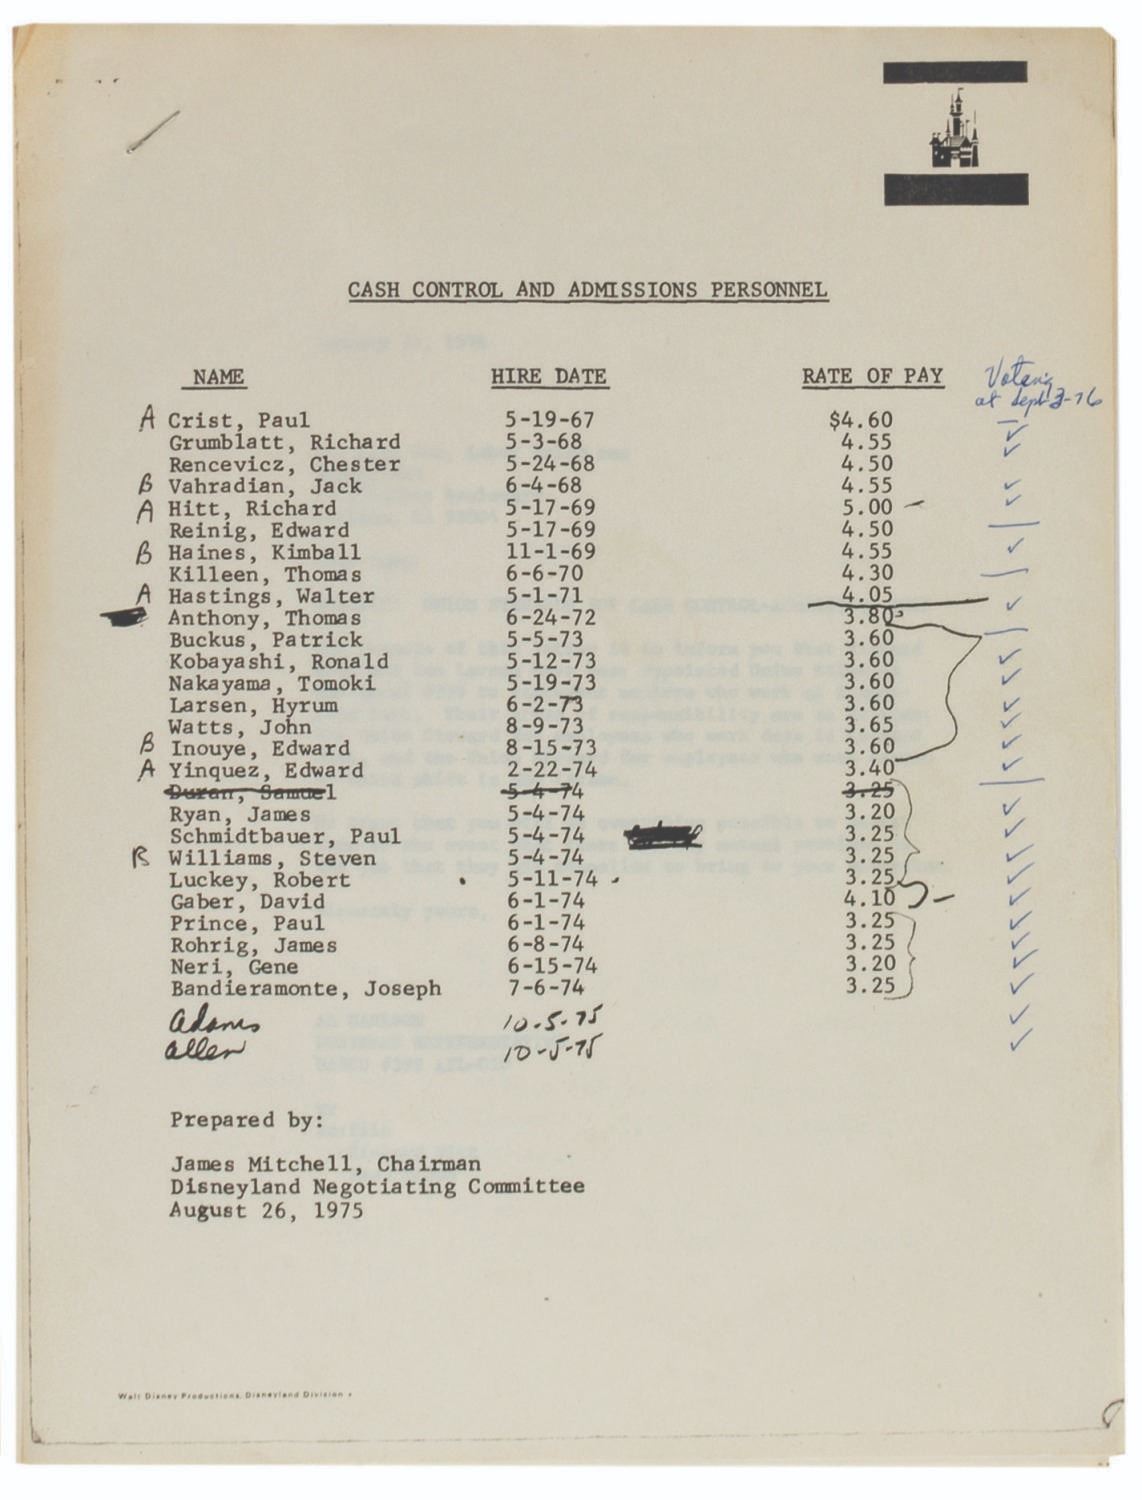 CASH CONTROL AND ADMISSIONS PERSONNEL
NAME HIRE DATE RATE OF PAY Voting
at Sept 3-76
A Crist, Paul 5-19-67 $4.60
Grumblatt, Richard 5-3-68 4.55
Rencevicz, Chester 5-24-68 4.50
B Vahradian, Jack 6-4-68 4.55
A Hitt, Richard 5-17-69 5.00
Reinig, Edward 5-17-69 4.50
B Haines, Kimball 11-1-69 4.55
Killeen, Thomas 6-6-70 4.30
A Hastings, Walter 5-1-71 4.05
Anthony, Thomas 6-24-72 3.80
Buckus, Patrick 5-5-73 3.60
Kobayashi, Ronald 5-12-73 3.60
Nakayama, Tomoki 5-19-73 3.60
Larsen, Hyrum 6-2-73 3.60
Watts, John 8-9-73 3.65
B Inouye, Edward 8-15-73 3.60
A Yinquez, Edward 2-22-74 3.40
Duran, Samuel 5-4-74 3.25
Ryan, James 5-4-74 3.20
Schmidtbauer, Paul 5-4-74 3.25
B Williams, Steven 5-4-74 3.25
Luckey, Robert 5-11-74 3.25
Gaber, David 6-1-74 4.10
Prince, Paul 6-1-74 3.25
Rohrig, James 6-8-74 3.25
Neri, Gene 6-15-74 3.20
Bandieramonte, Joseph 7-6-74 3.25
Adams 10-5-75
Allen 10-5-75
Prepared by:
James Mitchell, Chairman
Disneyland Negotiating Committee
August 26, 1975
Walt Disney Productions, Disneyland Division